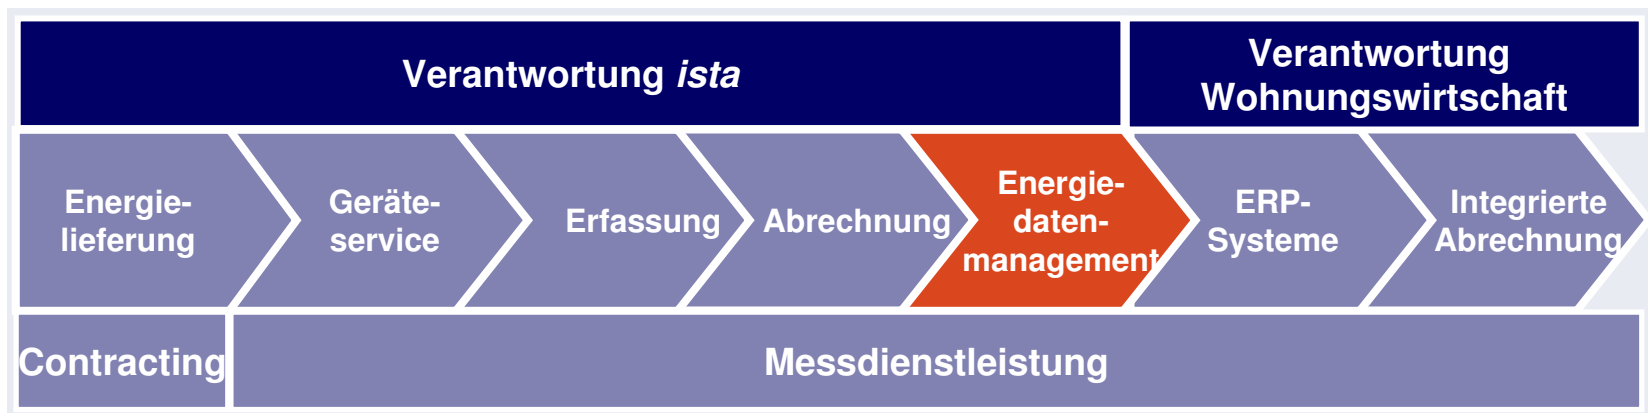 Verantwortung ista
Verantwortung
Wohnungswirtschaft
Energie-
lieferung
Geräte-
service
Erfassung
Abrechnung
Energie-
daten-
management
ERP-
Systeme
Integrierte
Abrechnung
Contracting
Messdienstleistung